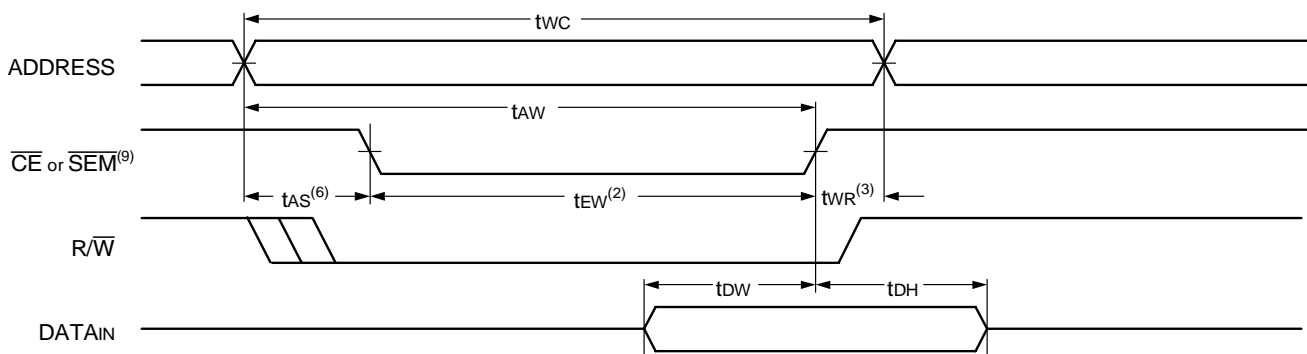 tWC
ADDRESS
tAW
CE or SEM(9)
tAS(6) tEW(2) tWR(3)
R/W
tDW tDH
DATAIN